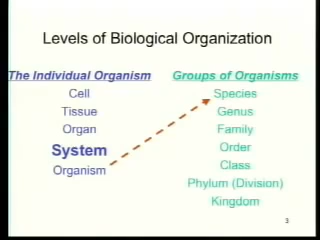 Levels of Biological Organization
The Individual Organism
Cell
Tissue
Organ
System
Organism
Groups of Organisms
Species
Genus
Family
Order
Class
Phylum (Division)
Kingdom
3